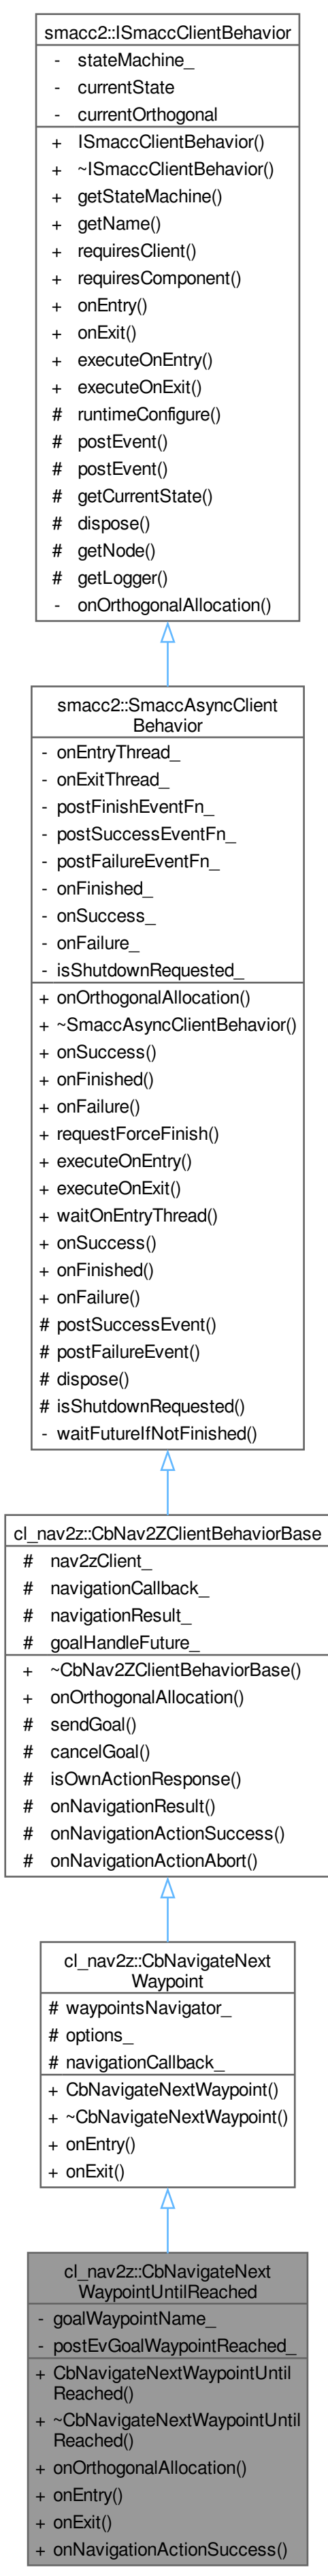 smacc2::ISmaccClientBehavior
- stateMachine_
- currentState
- currentOrthogonal
+ ISmaccClientBehavior()
+ ~ISmaccClientBehavior()
+ getStateMachine()
+ getName()
+ requiresClient()
+ requiresComponent()
+ onEntry()
+ onExit()
+ executeOnEntry()
+ executeOnExit()
# runtimeConfigure()
# postEvent()
# postEvent()
# getCurrentState()
# dispose()
# getNode()
# getLogger()
- onOrthogonalAllocation()
smacc2::SmaccAsyncClient
Behavior
- onEntryThread_
- onExitThread_
- postFinishEventFn_
- postSuccessEventFn_
- postFailureEventFn_
- onFinished_
- onSuccess_
- onFailure_
- isShutdownRequested_
+ onOrthogonalAllocation()
+ ~SmaccAsyncClientBehavior()
+ onSuccess()
+ onFinished()
+ onFailure()
+ requestForceFinish()
+ executeOnEntry()
+ executeOnExit()
+ waitOnEntryThread()
+ onSuccess()
+ onFinished()
+ onFailure()
# postSuccessEvent()
# postFailureEvent()
# dispose()
# isShutdownRequested()
- waitFutureIfNotFinished()
cl_nav2z::CbNav2ZClientBehaviorBase
# nav2zClient_
# navigationCallback_
# navigationResult_
# goalHandleFuture_
+ ~CbNav2ZClientBehaviorBase()
+ onOrthogonalAllocation()
# sendGoal()
# cancelGoal()
# isOwnActionResponse()
# onNavigationResult()
# onNavigationActionSuccess()
# onNavigationActionAbort()
cl_nav2z::CbNavigateNext
Waypoint
# waypointsNavigator_
# options_
# navigationCallback_
+ CbNavigateNextWaypoint()
+ ~CbNavigateNextWaypoint()
+ onEntry()
+ onExit()
cl_nav2z::CbNavigateNext
WaypointUntilReached
- goalWaypointName_
- postEvGoalWaypointReached_
+ CbNavigateNextWaypointUntil
Reached()
+ ~CbNavigateNextWaypointUntil
Reached()
+ onOrthogonalAllocation()
+ onEntry()
+ onExit()
+ onNavigationActionSuccess()